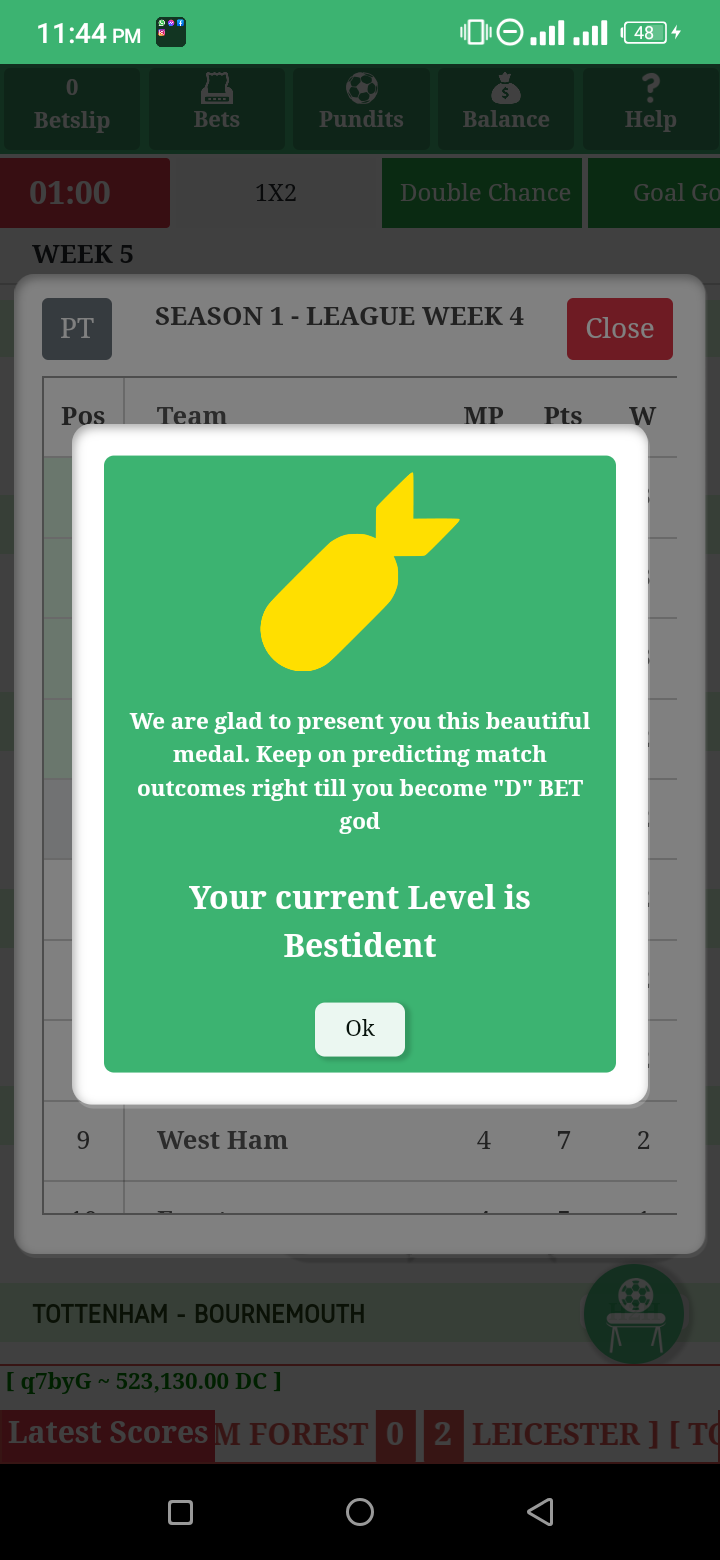 11:44 PM
48
0
Betslip
Bets
Pundits
Balance
Help
01:00
1X2
Double Chance
Goal Go
WEEK 5
PT
SEASON 1 - LEAGUE WEEK 4
Close
Pos Team MP Pts W
We are glad to present you this beautiful
medal. Keep on predicting match
outcomes right till you become "D" BET
god
Your current Level is
Bestident
Ok
9 West Ham 4 7 2
TOTTENHAM - BOURNEMOUTH
[ q7byG ~ 523,130.00 DC ]
Latest Scores M FOREST 0 2 LEICESTER ] [ TO